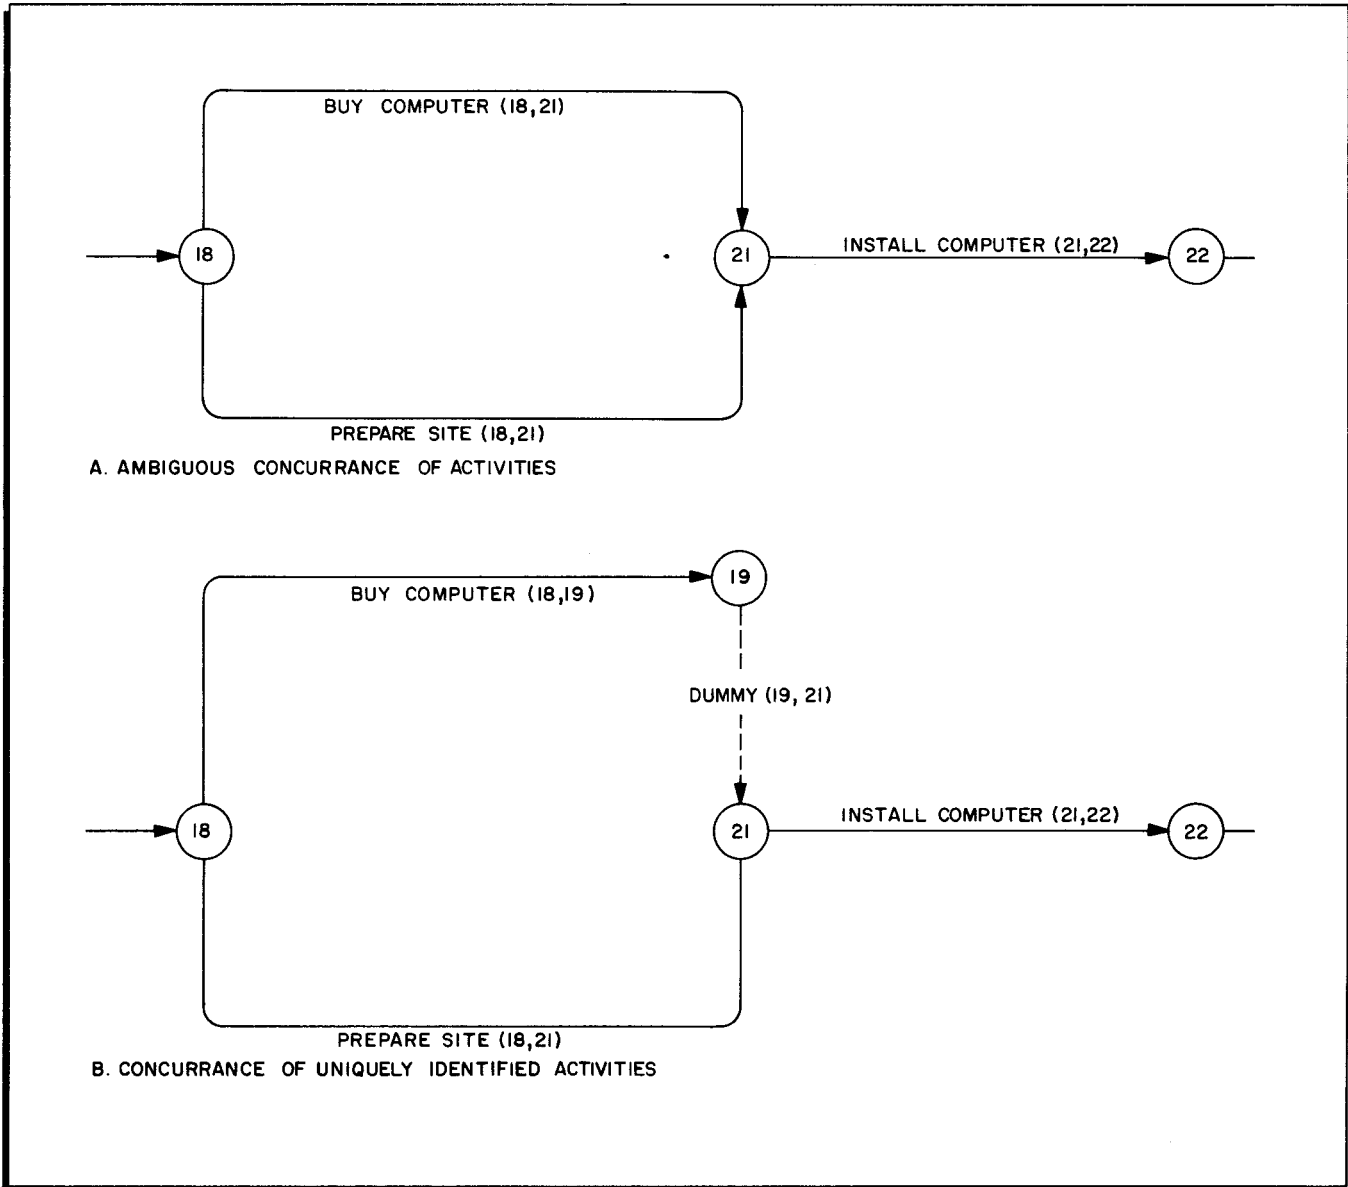 BUY COMPUTER (18,21)
18
21
INSTALL COMPUTER (21,22)
22
PREPARE SITE (18,21)
A. AMBIGUOUS CONCURRANCE OF ACTIVITIES
19
BUY COMPUTER (18,19)
DUMMY (19, 21)
18
21
INSTALL COMPUTER (21,22)
22
PREPARE SITE (18,21)
B. CONCURRANCE OF UNIQUELY IDENTIFIED ACTIVITIES